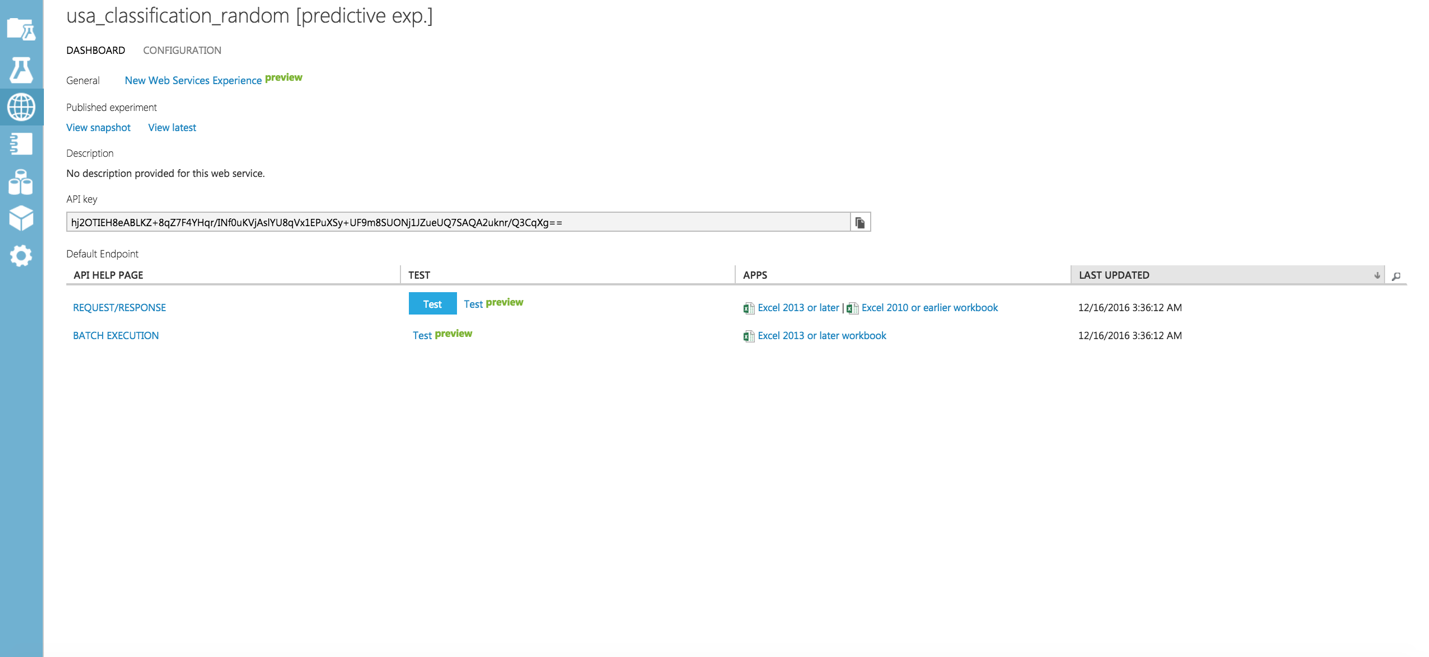 usa_classification_random [predictive exp.]
DASHBOARD CONFIGURATION
General New Web Services Experience preview
Published experiment
View snapshot View latest
Description
No description provided for this web service.
API key
hj2OTIEH8eABLKZ+8qZ7F4YHqr/INf0uKVjAslYU8qVx1EPuXSy+UF9m8SUONj1JZueUQ7SAQA2uknr/Q3CqXg==
Default Endpoint
API HELP PAGE TEST APPS LAST UPDATED
REQUEST/RESPONSE Test Test preview Excel 2013 or later | Excel 2010 or earlier workbook 12/16/2016 3:36:12 AM
BATCH EXECUTION Test preview Excel 2013 or later workbook 12/16/2016 3:36:12 AM